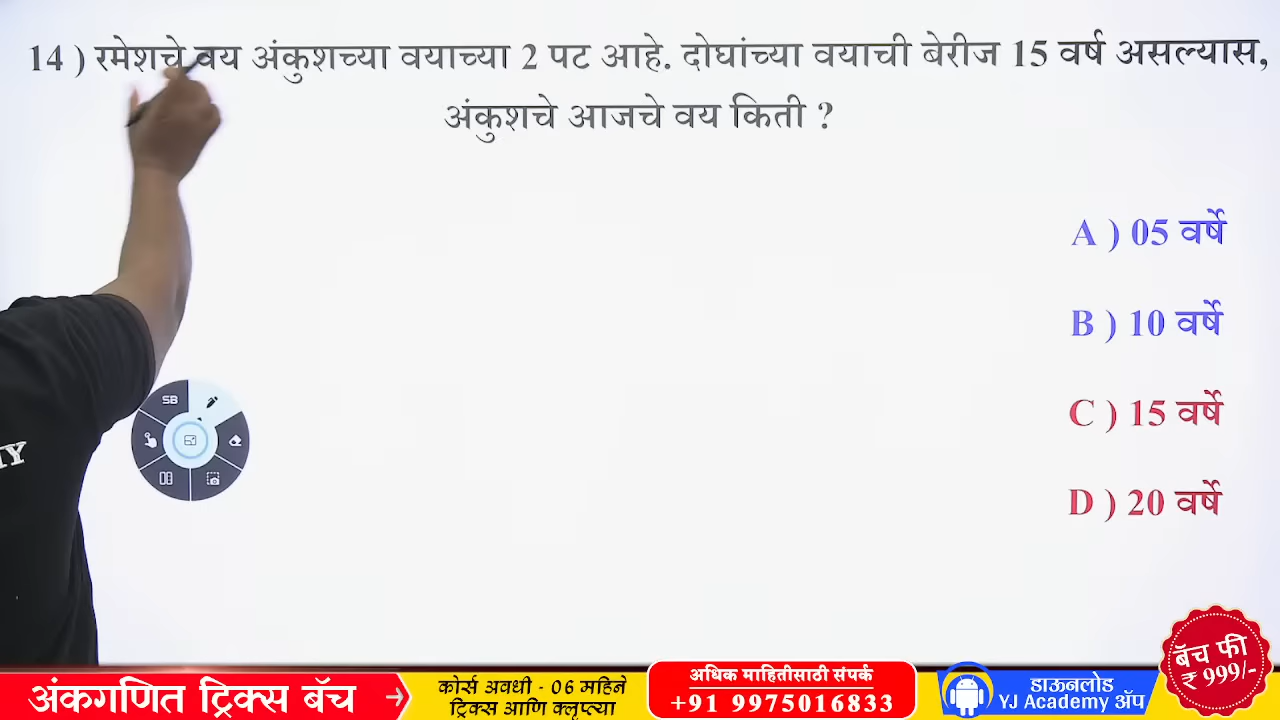 14 ) रमेशचे वय अंकुशच्या वयाच्या 2 पट आहे. दोघांच्या वयाची बेरीज 15 वर्ष असल्यास,
अंकुशचे आजचे वय किती ?
A ) 05 वर्षे
B ) 10 वर्षे
C ) 15 वर्षे
D ) 20 वर्षे
SB
MY
बॅच फी
₹ 999/-
अंकगणित ट्रिक्स बॅच
कोर्स अवधी - 06 महिने
ट्रिक्स आणि क्लृप्त्या
अधिक माहितीसाठी संपर्क
+91 9975016833
डाऊनलोड
YJ Academy ॲप